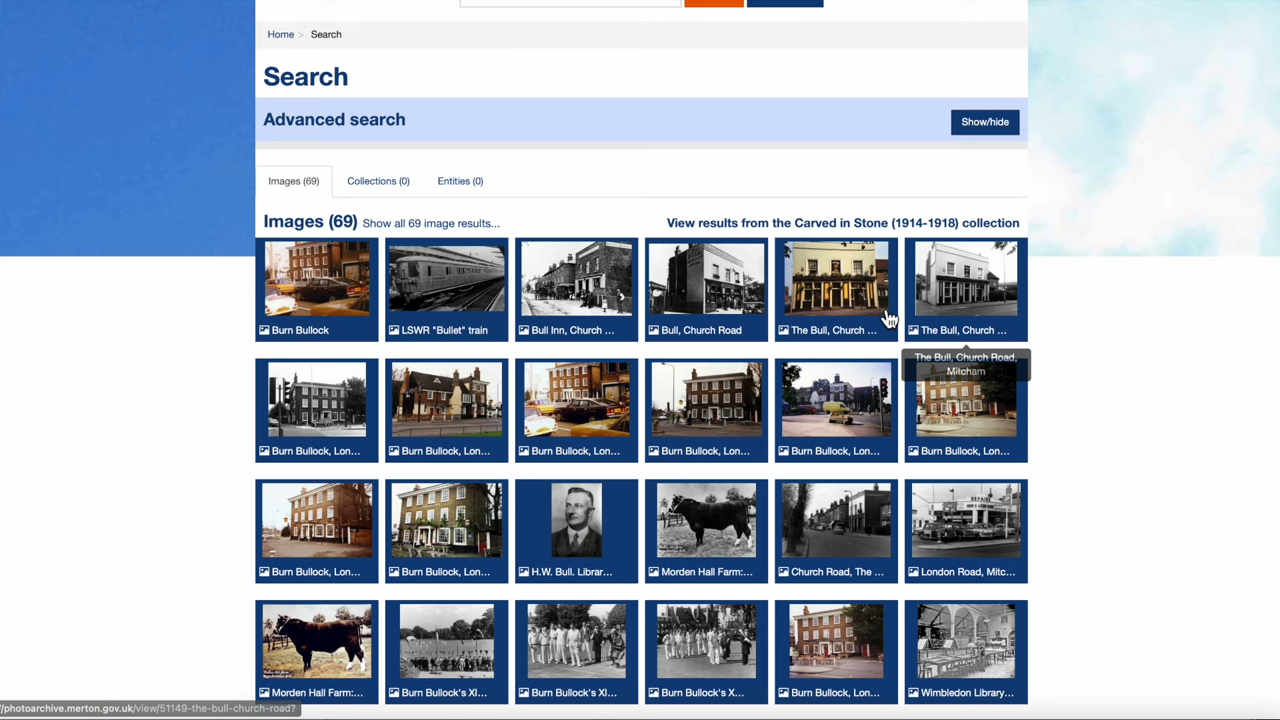 Home > Search
Search
Advanced search
Show/hide
Images (69)
Collections (0)
Entities (0)
Images (69) Show all 69 image results...
View results from the Carved in Stone (1914-1918) collection
Burn Bullock
LSWR "Bullet" train
Bull Inn, Church ...
Bull, Church Road
The Bull, Church ...
The Bull, Church ...
The Bull, Church Road,
Mitcham
Burn Bullock, Lon...
Burn Bullock, Lon...
Burn Bullock, Lon...
Burn Bullock, Lon...
Burn Bullock, Lon...
Burn Bullock, Lon...
Burn Bullock, Lon...
Burn Bullock, Lon...
H.W. Bull. Librar...
Morden Hall Farm:...
Church Road, The ...
London Road, Mitc...
Morden Hall Farm:...
Burn Bullock's XI...
Burn Bullock's XI...
Burn Bullock's X...
Burn Bullock, Lon...
Wimbledon Library...
//photoarchive.merton.gov.uk/view/51149-the-bull-church-road?